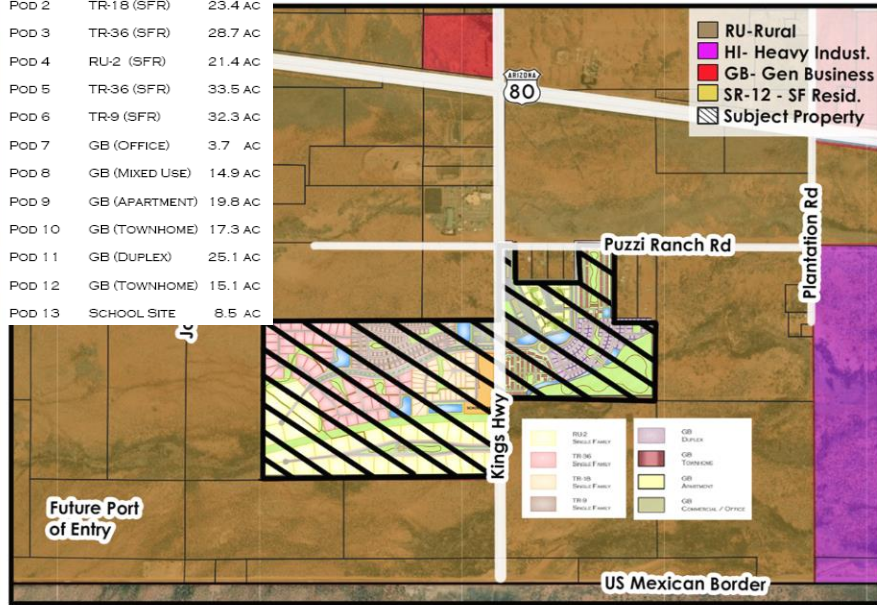 POD 2 TR-18 (SFR) 23.4 AC
POD 3 TR-36 (SFR) 28.7 AC
POD 4 RU-2 (SFR) 21.4 AC
POD 5 TR-36 (SFR) 33.5 AC
POD 6 TR-9 (SFR) 32.3 AC
POD 7 GB (OFFICE) 3.7 AC
POD 8 GB (MIXED USE) 14.9 AC
POD 9 GB (APARTMENT) 19.8 AC
POD 10 GB (TOWNHOME) 17.3 AC
POD 11 GB (DUPLEX) 25.1 AC
POD 12 GB (TOWNHOME) 15.1 AC
POD 13 SCHOOL SITE 8.5 AC
RU-Rural
HI- Heavy Indust.
GB- Gen Business
SR-12 - SF Resid.
Subject Property
ARIZONA
80
Puzzi Ranch Rd
Plantation Rd
Kings Hwy
RU-2
SINGLE FAMILY
TR-36
SINGLE FAMILY
TR-18
SINGLE FAMILY
TR-9
SINGLE FAMILY
GB
DUPLEX
GB
TOWNHOME
GB
APARTMENT
GB
COMMERCIAL / OFFICE
Future Port
of Entry
US Mexican Border